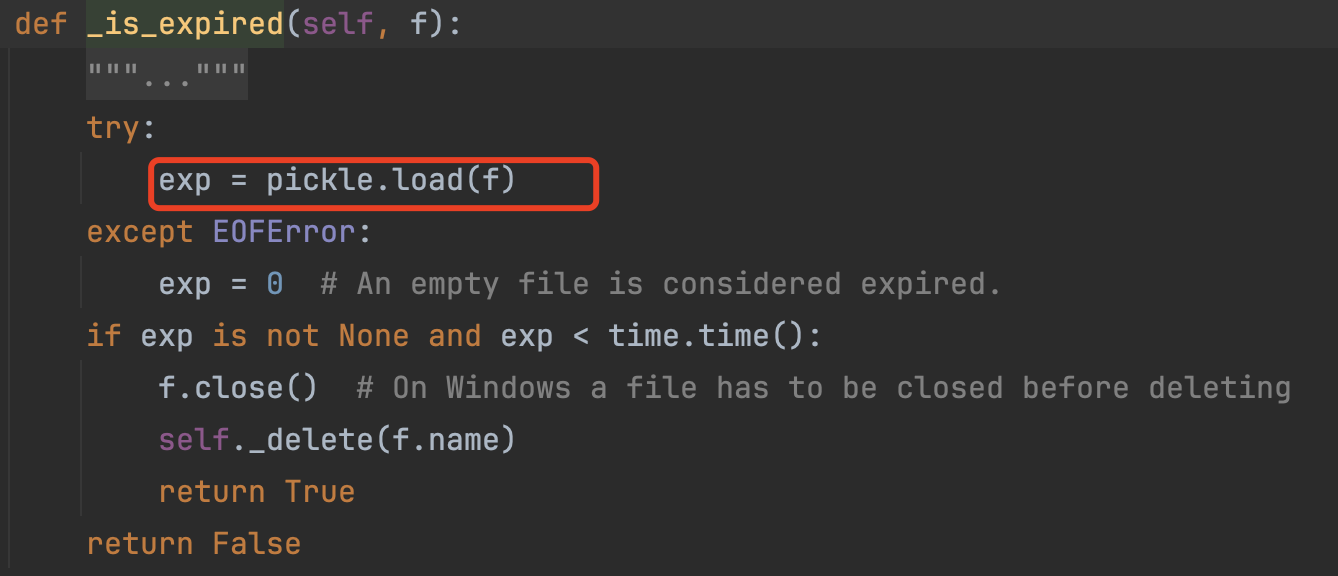 def _is_expired(self, f):
"""..."""
try:
exp = pickle.load(f)
except EOFError:
exp = 0  # An empty file is considered expired.
if exp is not None and exp < time.time():
f.close()  # On Windows a file has to be closed before deleting
self._delete(f.name)
return True
return False